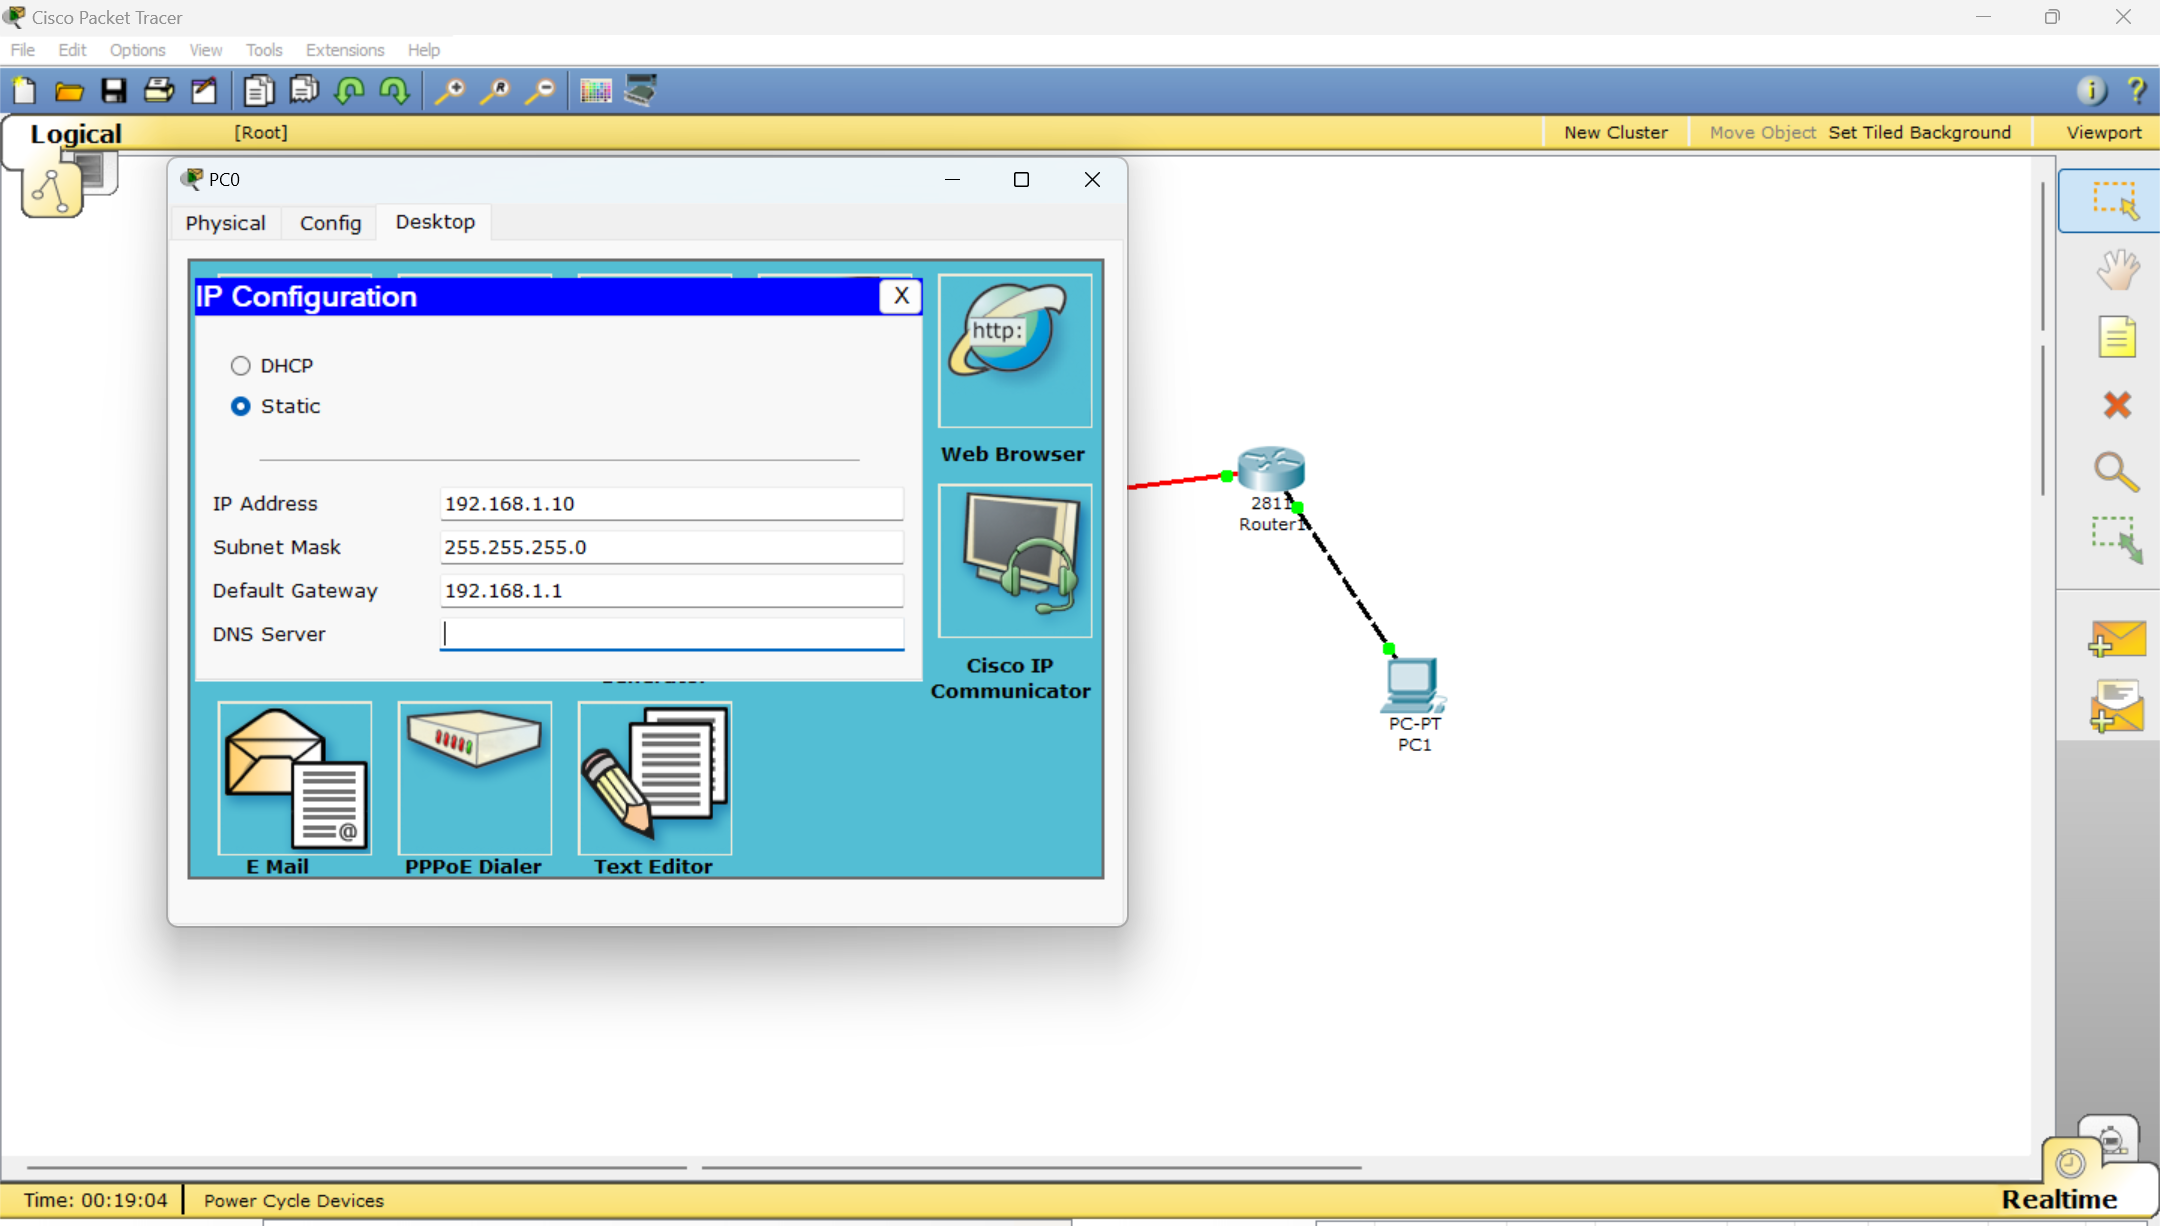 Cisco Packet Tracer
File Edit Options View Tools Extensions Help
Logical [Root] New Cluster Move Object Set Tiled Background Viewport
PC0
Physical Config Desktop
IP Configuration X
http:
DHCP
Static
Web Browser
IP Address 192.168.1.10
Subnet Mask 255.255.255.0
Default Gateway 192.168.1.1
DNS Server
Cisco IP
Communicator
E Mail PPPoE Dialer Text Editor
2811
Router1
PC-PT
PC1
Time: 00:19:04 Power Cycle Devices Realtime